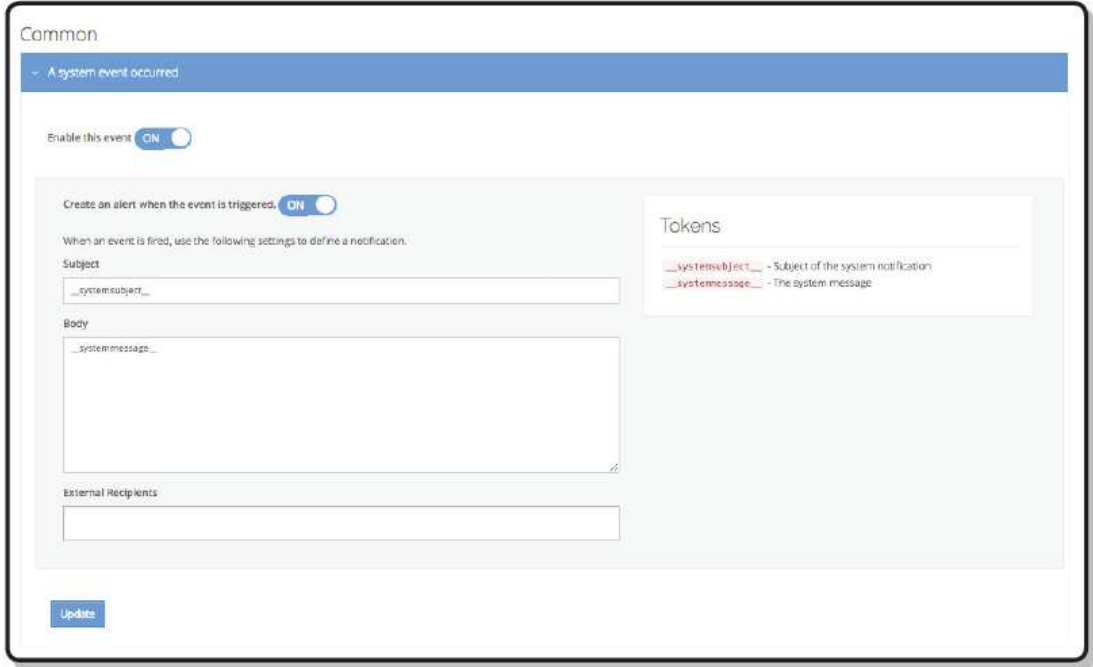 Common
A system event occurred
Enable this event ON
Create an alert when the event is triggered. ON
When an event is fired, use the following settings to define a notification.
Subject
__systemsubject__
Body
__systemmessage__
External Recipients
Update
Tokens
__systemsubject__ - Subject of the system notification
__systemmessage__ - The system message